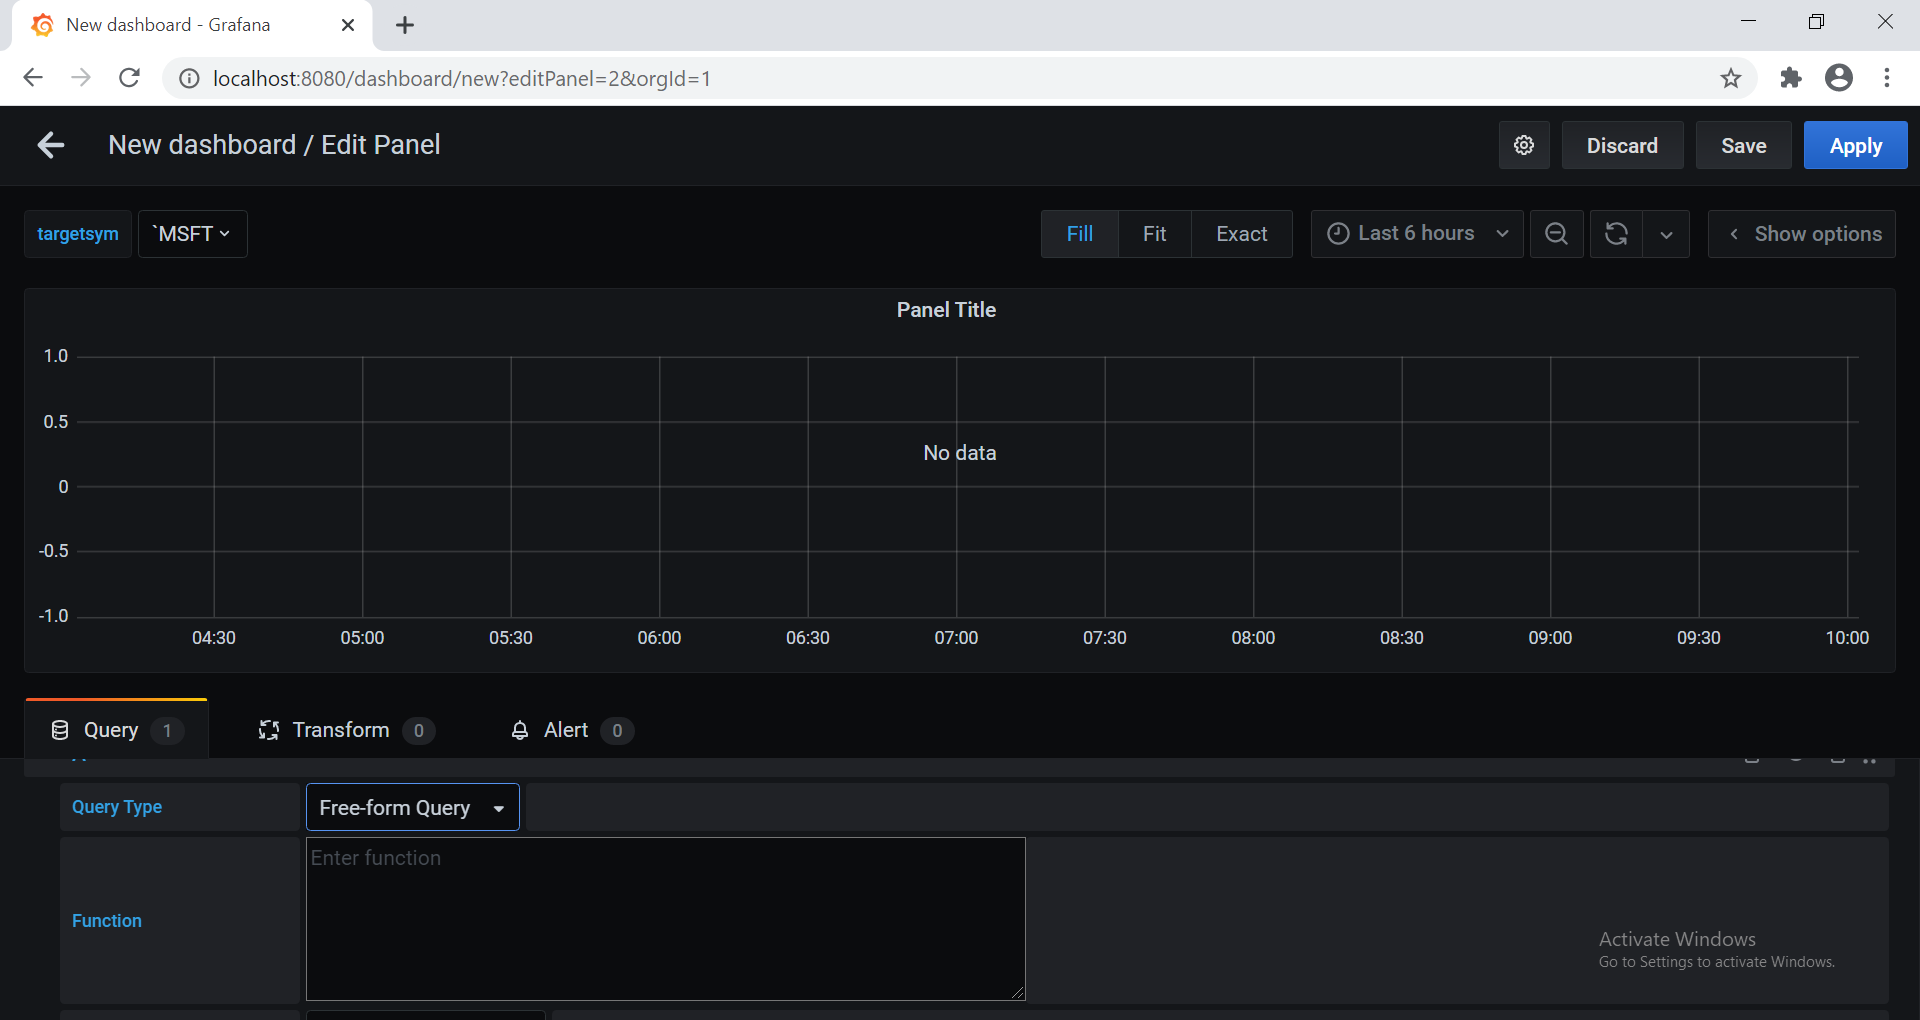 New dashboard - Grafana
localhost:8080/dashboard/new?editPanel=2&orgId=1
New dashboard / Edit Panel
Discard
Save
Apply
targetsym
`MSFT
Fill
Fit
Exact
Last 6 hours
Show options
Panel Title
1.0
0.5
No data
0
-0.5
-1.0
04:30 05:00 05:30 06:00 06:30 07:00 07:30 08:00 08:30 09:00 09:30 10:00
Query 1
Transform 0
Alert 0
Query Type
Free-form Query
Enter function
Function
Activate Windows
Go to Settings to activate Windows.